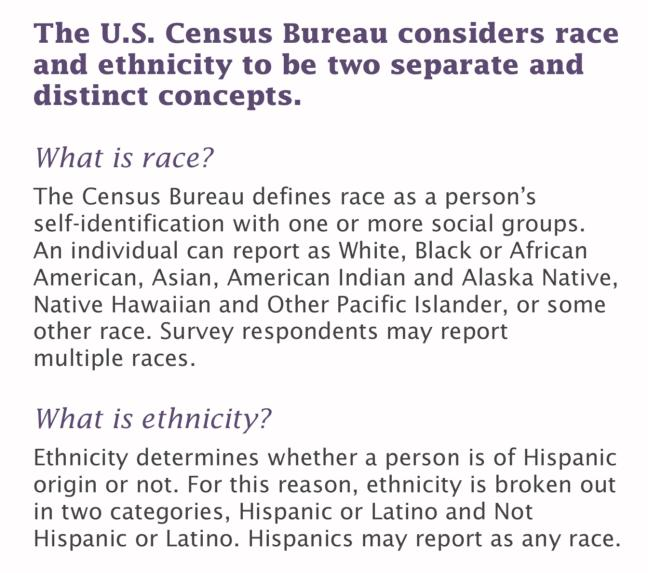 The U.S. Census Bureau considers race
and ethnicity to be two separate and
distinct concepts.
What is race?
The Census Bureau defines race as a person’s
self-identification with one or more social groups.
An individual can report as White, Black or African
American, Asian, American Indian and Alaska Native,
Native Hawaiian and Other Pacific Islander, or some
other race. Survey respondents may report
multiple races.
What is ethnicity?
Ethnicity determines whether a person is of Hispanic
origin or not. For this reason, ethnicity is broken out
in two categories, Hispanic or Latino and Not
Hispanic or Latino. Hispanics may report as any race.